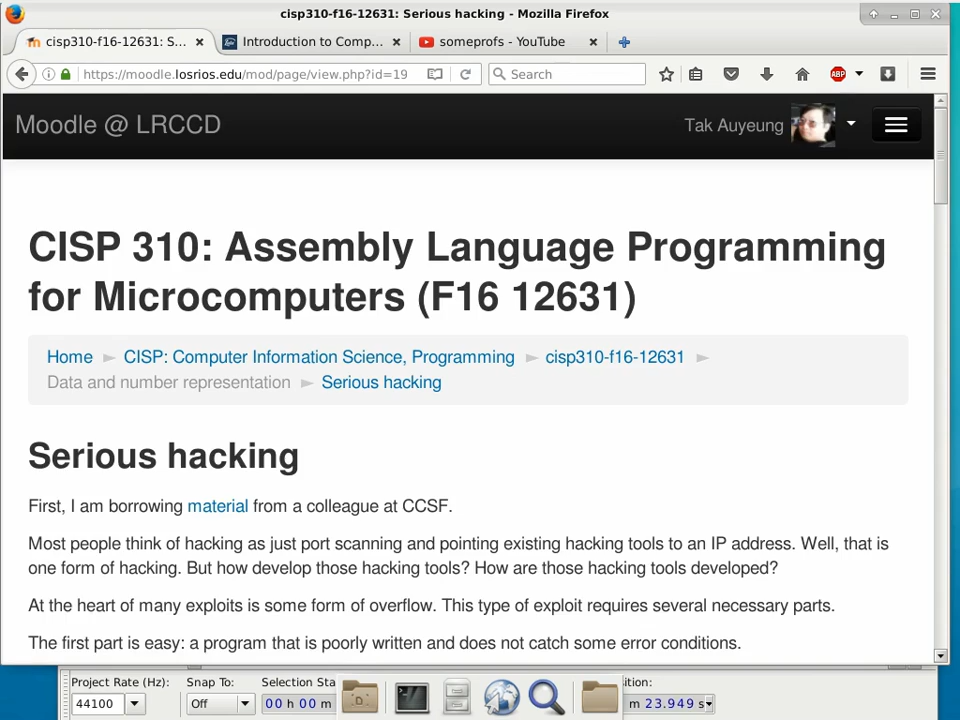 cisp310-f16-12631: Serious hacking - Mozilla Firefox
cisp310-f16-12631: S...
Introduction to Comp...
someprofs - YouTube
https://moodle.losrios.edu/mod/page/view.php?id=19
Search
ABP
Moodle @ LRCCD
Tak Auyeung
CISP 310: Assembly Language Programming
for Microcomputers (F16 12631)
Home ► CISP: Computer Information Science, Programming ► cisp310-f16-12631 ►
Data and number representation ► Serious hacking
Serious hacking
First, I am borrowing material from a colleague at CCSF.
Most people think of hacking as just port scanning and pointing existing hacking tools to an IP address. Well, that is
one form of hacking. But how develop those hacking tools? How are those hacking tools developed?
At the heart of many exploits is some form of overflow. This type of exploit requires several necessary parts.
The first part is easy: a program that is poorly written and does not catch some error conditions.
Project Rate (Hz):
Snap To:
Selection Sta
ition:
44100
Off
00 h 00 m
m 23.949 s